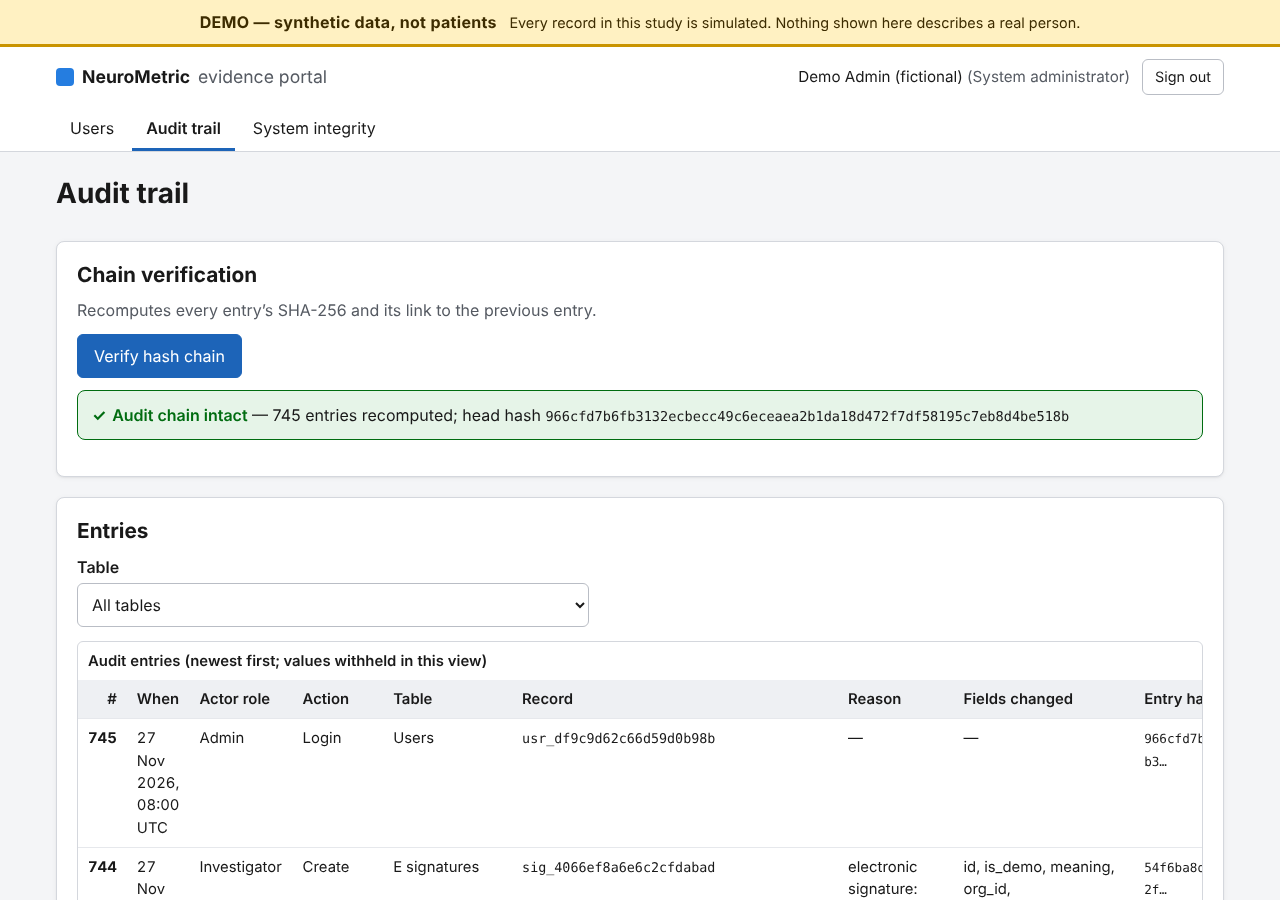 DEMO — synthetic data, not patients Every record in this study is simulated. Nothing shown here describes a real person.
NeuroMetric evidence portal
Demo Admin (fictional) (System administrator) Sign out
Users Audit trail System integrity
Audit trail
Chain verification
Recomputes every entry’s SHA-256 and its link to the previous entry.
Verify hash chain
✓ Audit chain intact — 745 entries recomputed; head hash 966cfd7b6fb3132ecbecc49c6eceaea2b1da18d472f7df58195c7eb8d4be518b
Entries
Table
All tables
Audit entries (newest first; values withheld in this view)
# When Actor role Action Table Record Reason Fields changed Entry ha
745 27 Admin Login Users usr_df9c9d62c66d59d0b98b — — 966cfd7b
Nov b3…
2026,
08:00
UTC
744 27 Investigator Create E signatures sig_4066ef8a6e6c2cfdabad electronic id, is_demo, meaning, 54f6ba8c
Nov signature: org_id, 2f…